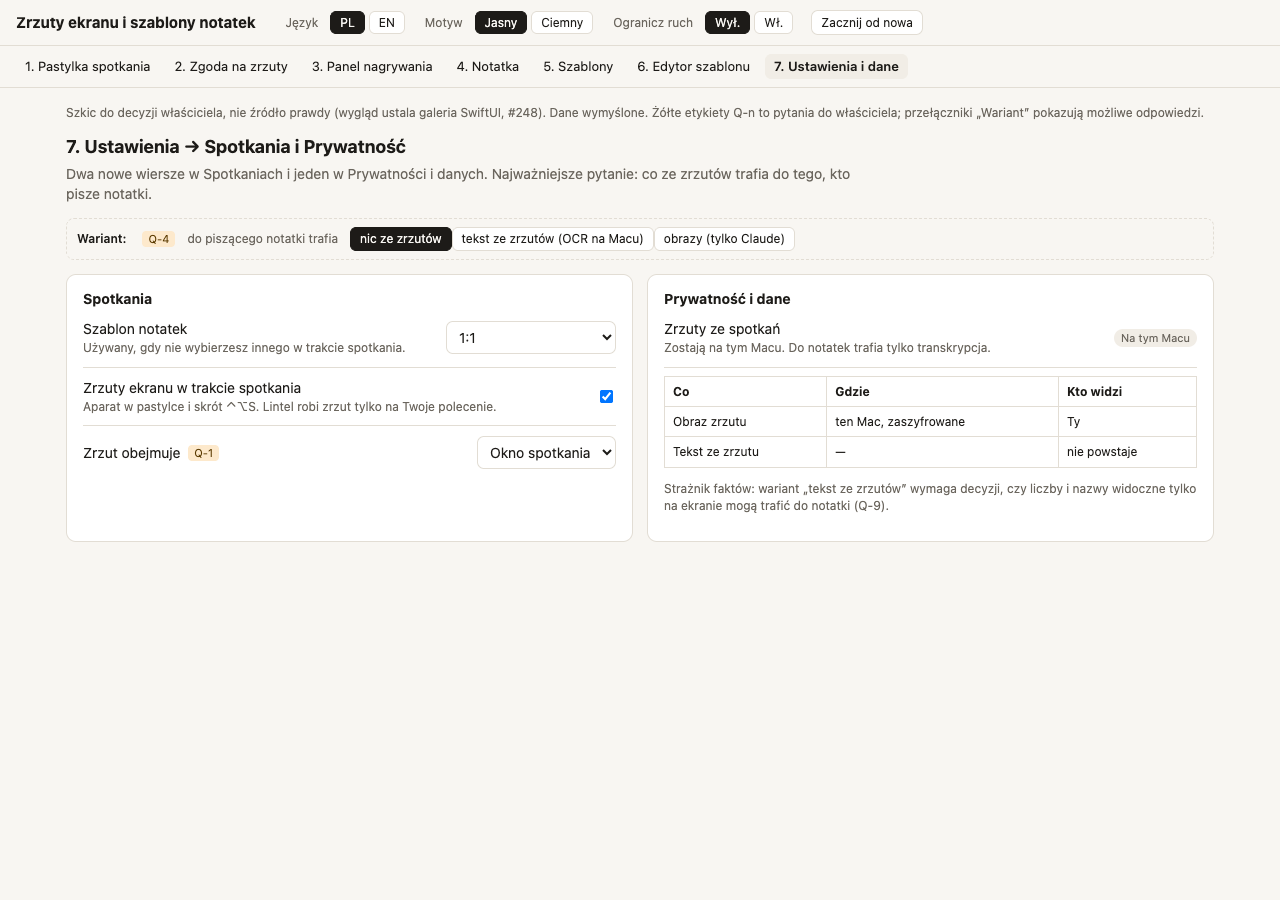 Zrzuty ekranu i szablony notatek
Język PL EN Motyw Jasny Ciemny Ogranicz ruch Wył. Wł. Zacznij od nowa
1. Pastylka spotkania 2. Zgoda na zrzuty 3. Panel nagrywania 4. Notatka 5. Szablony 6. Edytor szablonu 7. Ustawienia i dane
Szkic do decyzji właściciela, nie źródło prawdy (wygląd ustala galeria SwiftUI, #248). Dane wymyślone. Żółte etykiety Q-n to pytania do właściciela; przełączniki „Wariant” pokazują możliwe odpowiedzi.
7. Ustawienia → Spotkania i Prywatność
Dwa nowe wiersze w Spotkaniach i jeden w Prywatności i danych. Najważniejsze pytanie: co ze zrzutów trafia do tego, kto
pisze notatki.
Wariant: Q-4 do piszącego notatki trafia nic ze zrzutów tekst ze zrzutów (OCR na Macu) obrazy (tylko Claude)
Spotkania
Szablon notatek
Używany, gdy nie wybierzesz innego w trakcie spotkania.
1:1
Zrzuty ekranu w trakcie spotkania
Aparat w pastylce i skrót ⌃⌥S. Lintel robi zrzut tylko na Twoje polecenie.
Zrzut obejmuje Q-1 Okno spotkania
Prywatność i dane
Zrzuty ze spotkań
Zostają na tym Macu. Do notatek trafia tylko transkrypcja.
Na tym Macu
Co Gdzie Kto widzi
Obraz zrzutu ten Mac, zaszyfrowane Ty
Tekst ze zrzutu — nie powstaje
Strażnik faktów: wariant „tekst ze zrzutów” wymaga decyzji, czy liczby i nazwy widoczne tylko
na ekranie mogą trafić do notatki (Q-9).